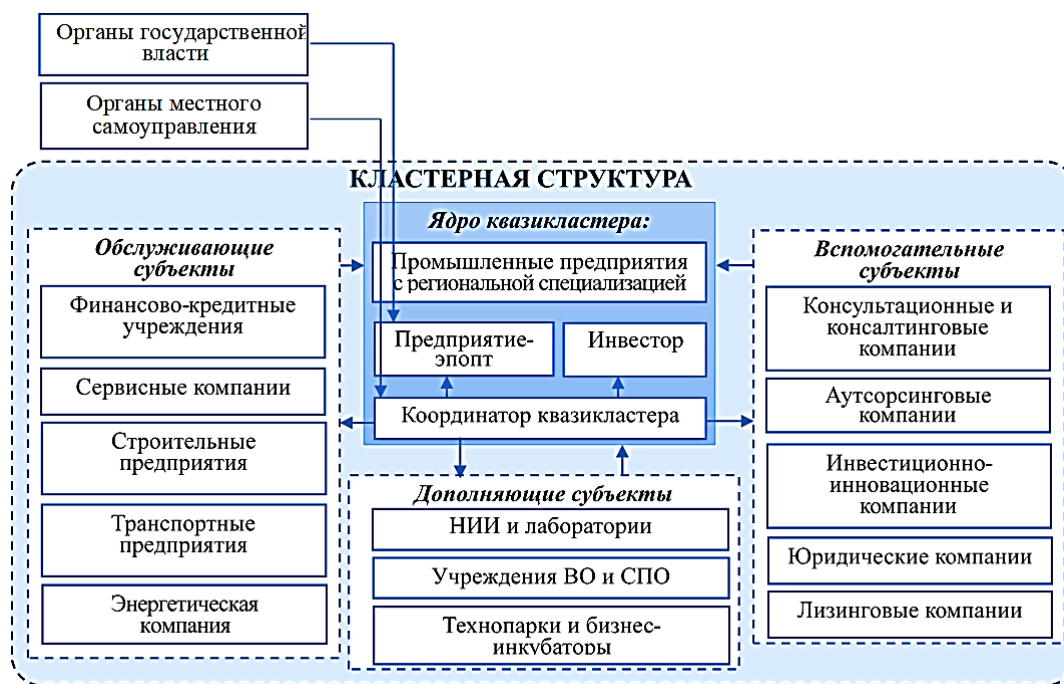 Органы государственной
власти
Органы местного
самоуправления
КЛАСТЕРНАЯ СТРУКТУРА
Ядро квазикластера:
Промышленные предприятия
с региональной специализацией
Предприятие-
эпопт
Инвестор
Координатор квазикластера
Обслуживающие
субъекты
Финансово-кредитные
учреждения
Сервисные компании
Строительные
предприятия
Транспортные
предприятия
Энергетическая
компания
Дополняющие субъекты
НИИ и лаборатории
Учреждения ВО и СПО
Технопарки и бизнес-
инкубаторы
Вспомогательные
субъекты
Консультационные и
консалтинговые
компании
Аутсорсинговые
компании
Инвестиционно-
инновационные
компании
Юридические компании
Лизинговые компании